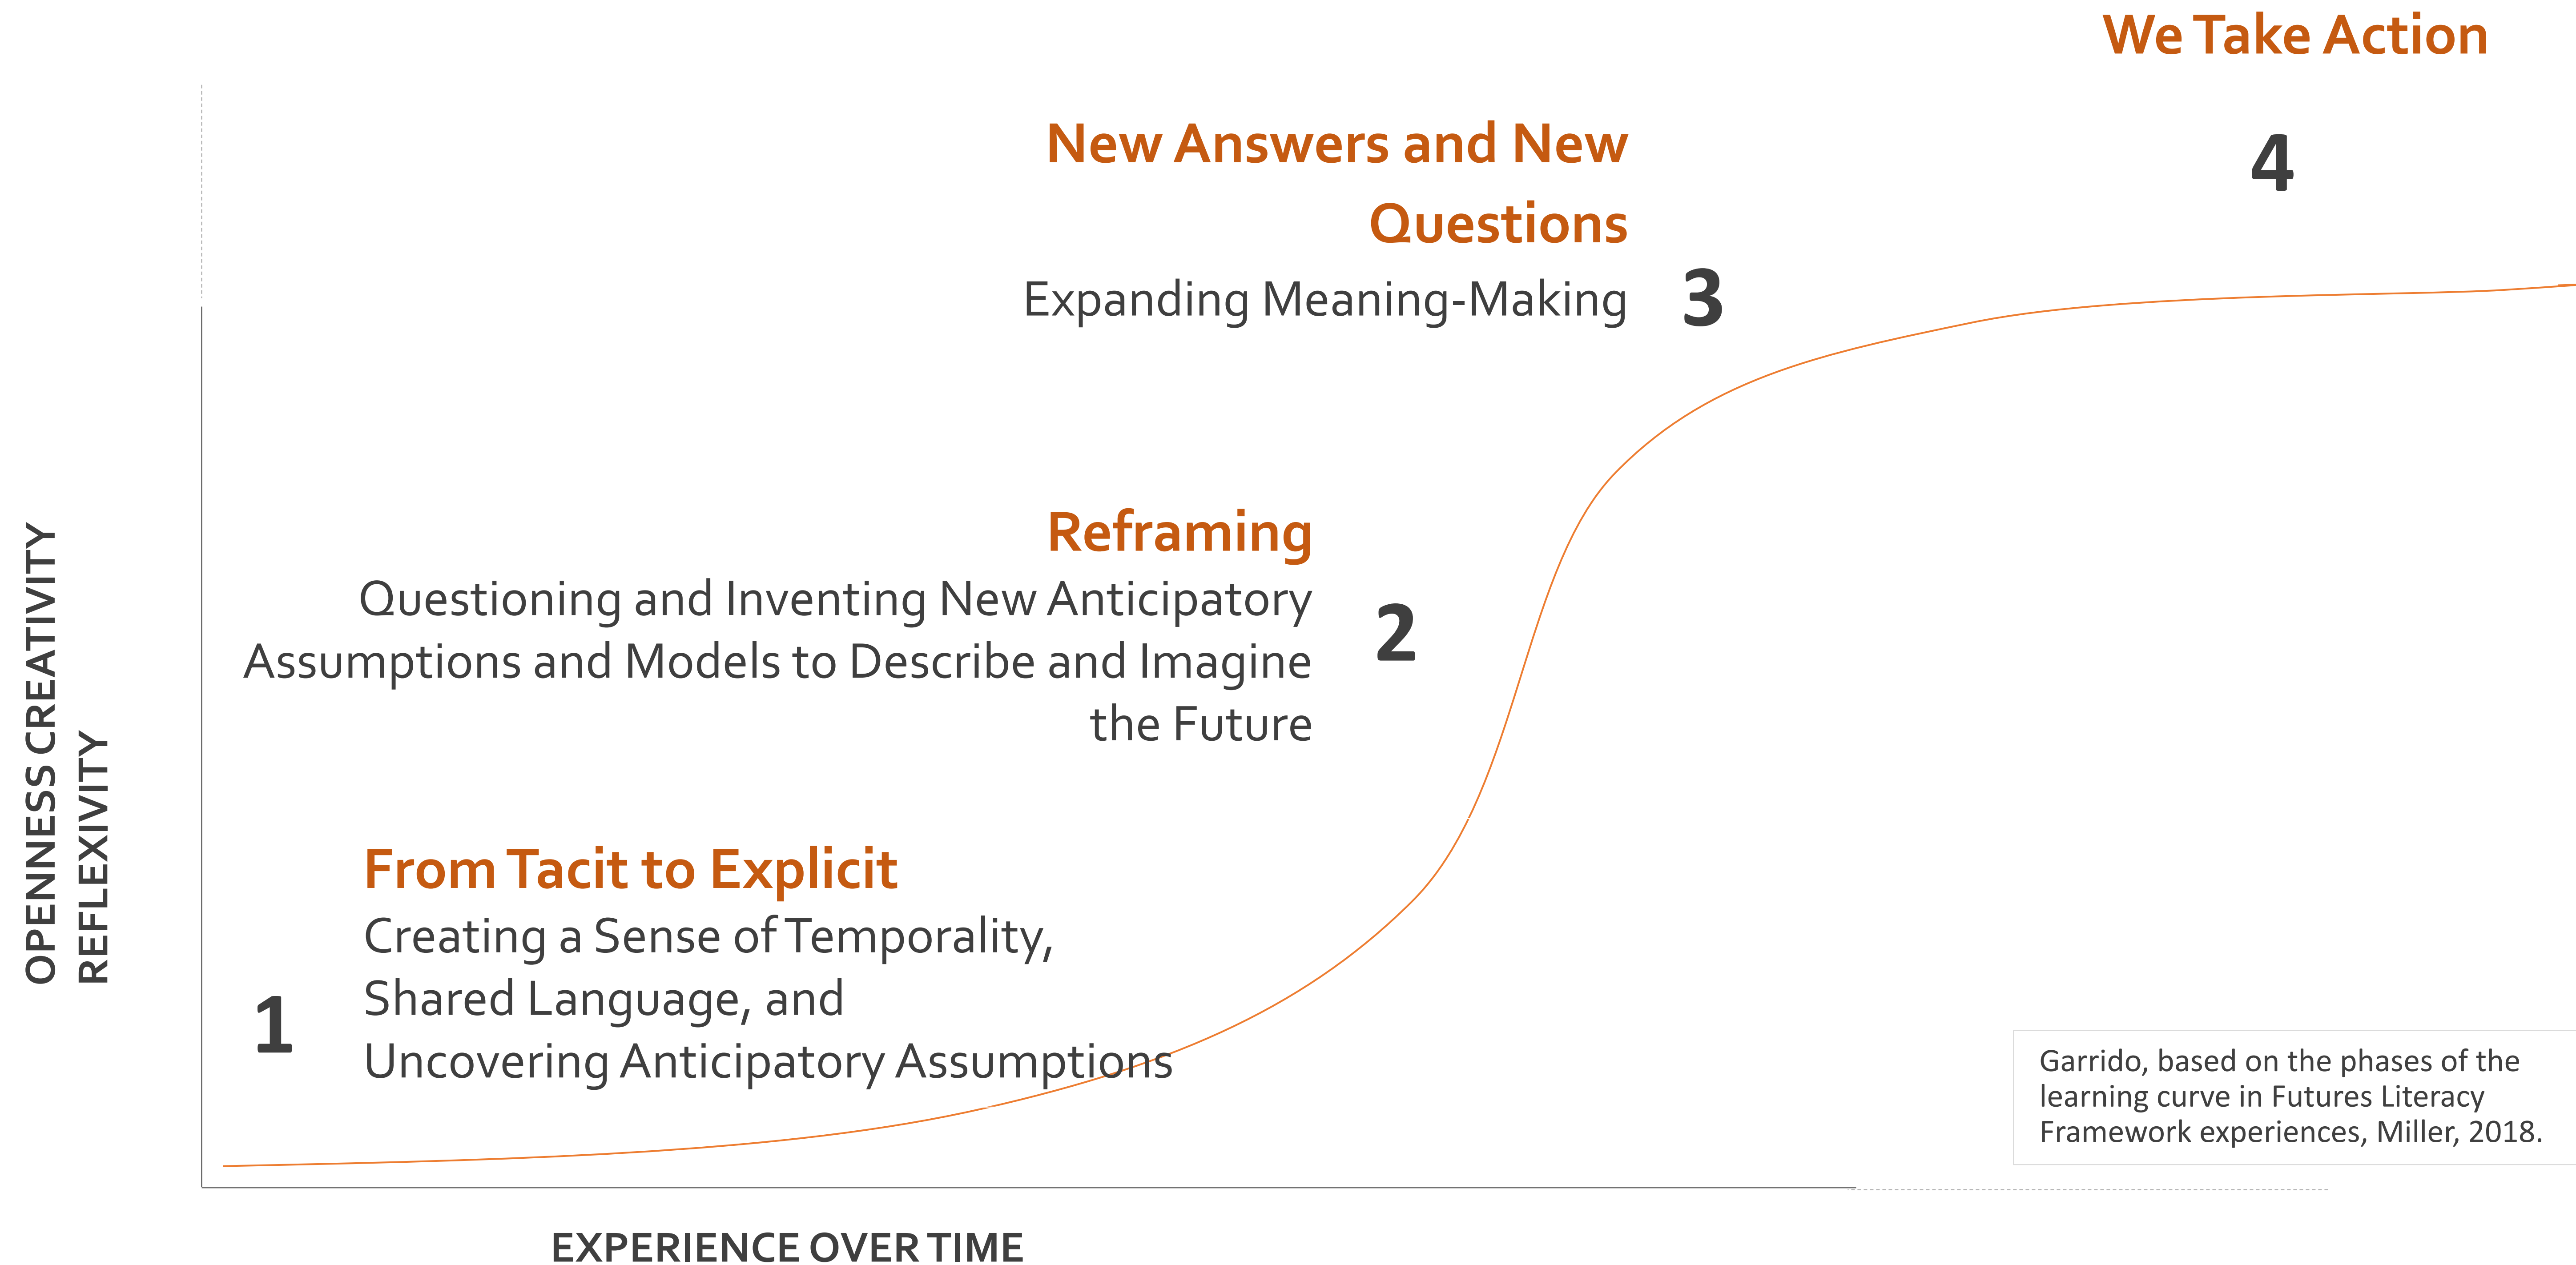 We Take Action
4
New Answers and New
Questions
Expanding Meaning-Making
3
Reframing
Questioning and Inventing New Anticipatory
Assumptions and Models to Describe and Imagine
the Future
2
From Tacit to Explicit
Creating a Sense of Temporality,
Shared Language, and
Uncovering Anticipatory Assumptions
1
OPENNESS CREATIVITY
REFLEXIVITY
EXPERIENCE OVER TIME
Garrido, based on the phases of the
learning curve in Futures Literacy
Framework experiences, Miller, 2018.